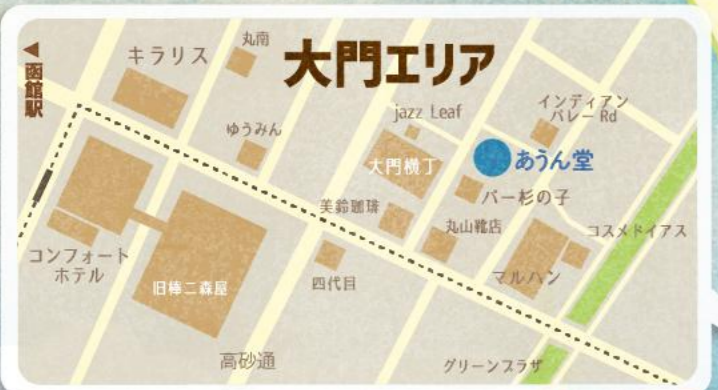 大門エリア
◀函館駅
キラリス
丸南
ゆうみん
jazz Leaf
大門横丁
インディアン
バレー Rd
あうん堂
バー杉の子
美鈴珈琲
丸山靴店
コスメドイアス
コンフォート
ホテル
旧棒二森屋
四代目
マルハン
高砂通
グリーンプラザ